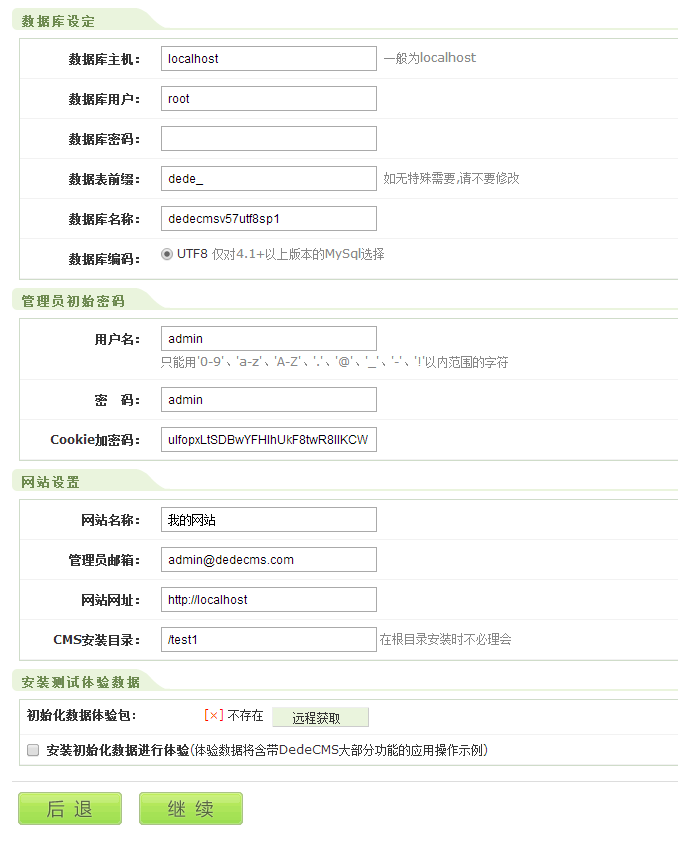 数据库设定
数据库主机： localhost 一般为localhost
数据库用户： root
数据库密码：
数据表前缀： dede_ 如无特殊需要,请不要修改
数据库名称： dedecmsv57utf8sp1
数据库编码： UTF8 仅对4.1+以上版本的MySql选择
管理员初始密码
用户名： admin
只能用'0-9'、'a-z'、'A-Z'、'.'、'@'、'_'、'-'、'!'以内范围的字符
密　码： admin
Cookie加密码：
网站设置
网站名称： 我的网站
管理员邮箱： admin@dedecms.com
网站网址： http://localhost
CMS安装目录： /test1 在根目录安装时不必理会
安装测试体验数据
初始化数据体验包： [×] 不存在 远程获取
安装初始化数据进行体验(体验数据将含带DedeCMS大部分功能的应用操作示例)
后 退 继 续